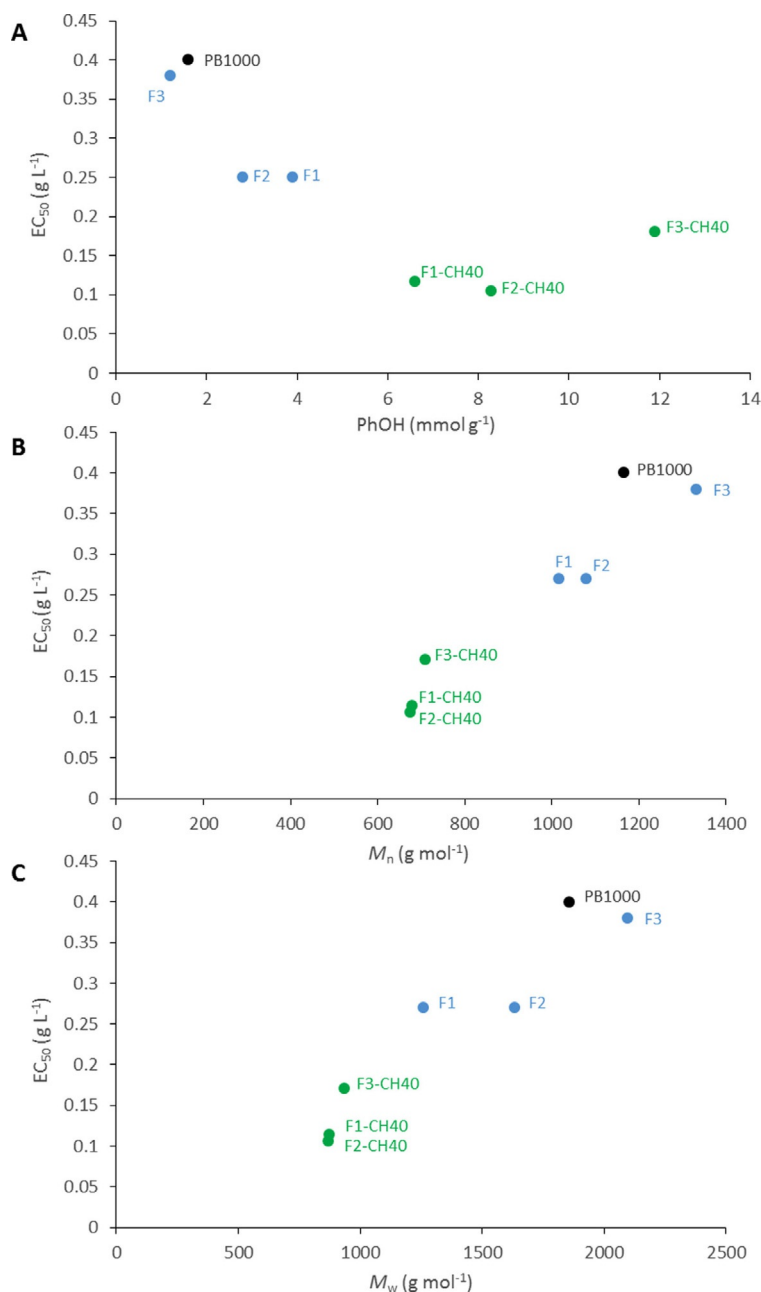 A
0.45
0.4
0.35
0.3
0.25
0.2
0.15
0.1
0.05
0
EC₅₀ (g L⁻¹)
PB1000
F3
F2
F1
F3-CH40
F1-CH40
F2-CH40
0 2 4 6 8 10 12 14
PhOH (mmol g⁻¹)
B
0.45
0.4
0.35
0.3
0.25
0.2
0.15
0.1
0.05
0
EC₅₀ (g L⁻¹)
PB1000
F3
F1
F2
F3-CH40
F1-CH40
F2-CH40
0 200 400 600 800 1000 1200 1400
Mₙ (g mol⁻¹)
C
0.45
0.4
0.35
0.3
0.25
0.2
0.15
0.1
0.05
0
EC₅₀ (g L⁻¹)
PB1000
F3
F1
F2
F3-CH40
F1-CH40
F2-CH40
0 500 1000 1500 2000 2500
M_w (g mol⁻¹)